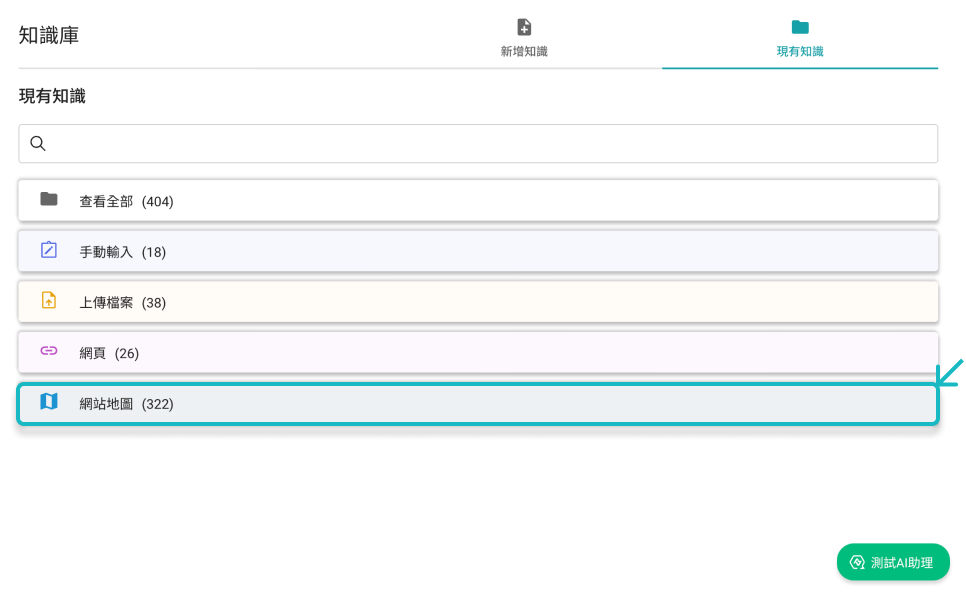 知識庫
新增知識
現有知識
現有知識
查看全部 (404)
手動輸入 (18)
上傳檔案 (38)
網頁 (26)
網站地圖 (322)
測試AI助理